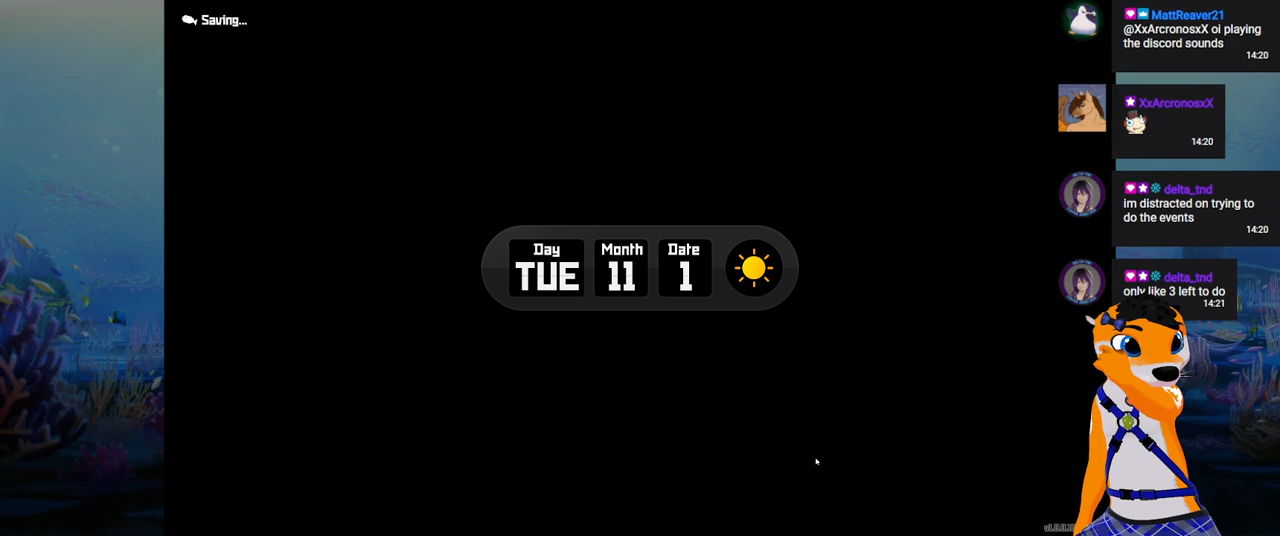 Saving...
Day
TUE
Month
11
Date
1
MattReaver21
@XxArcronosxX oi playing
the discord sounds
14:20
XxArcronosxX
14:20
delta_tnd
im distracted on trying to
do the events
14:20
delta_tnd
only like 3 left to do
14:21